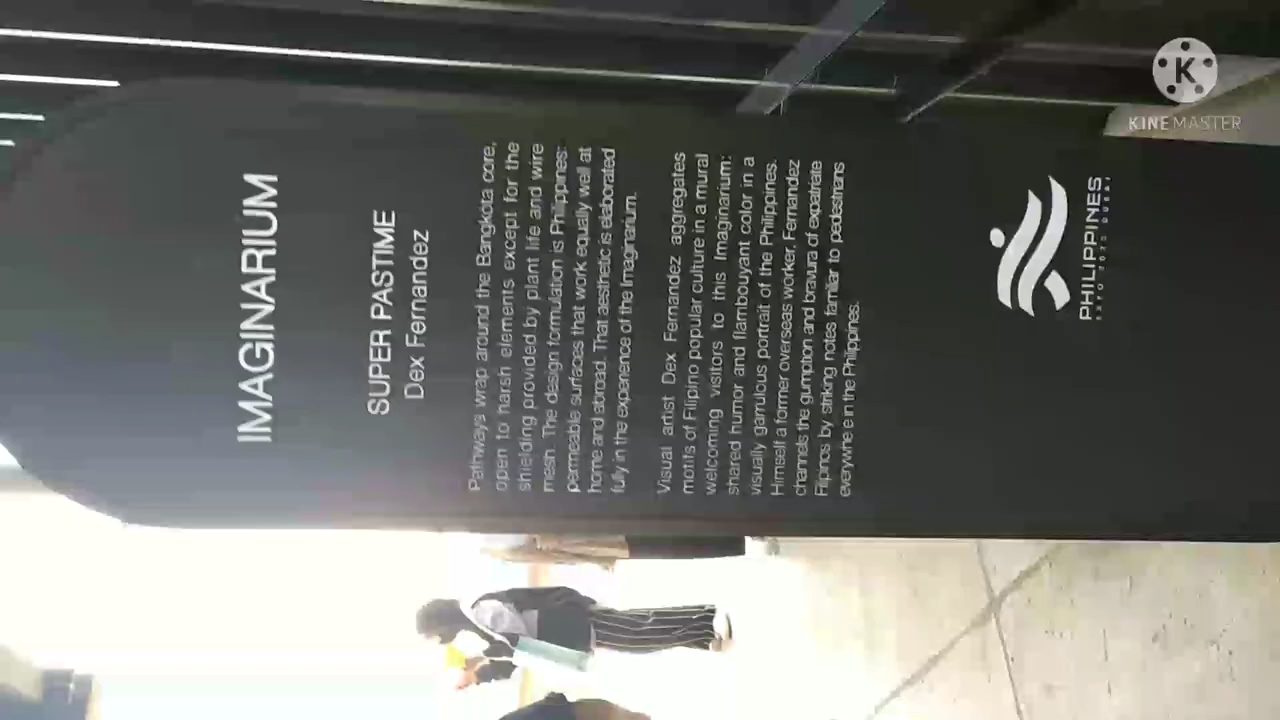 IMAGINARIUM
SUPER PASTIME
Dex Fernandez
Pathways wrap around the Bangkota core,
open to harsh elements except for the
shielding provided by plant life and wire
mesh. The design formulation is Philippines:
permeable surfaces that work equally well at
home and abroad. That aesthetic is elaborated
fully in the experience of the Imaginarium.
Visual artist Dex Fernandez aggregates
motifs of Filipino popular culture in a mural
welcoming visitors to this Imaginarium:
shared humor and flambouyant color in a
visually garrulous portrait of the Philippines.
Himself a former overseas worker, Fernandez
channels the gumption and bravura of expatriate
Filipinos by striking notes familiar to pedestrians
everywhere in the Philippines.
PHILIPPINES
EXPO 2020 DUBAI
K
KINEMASTER